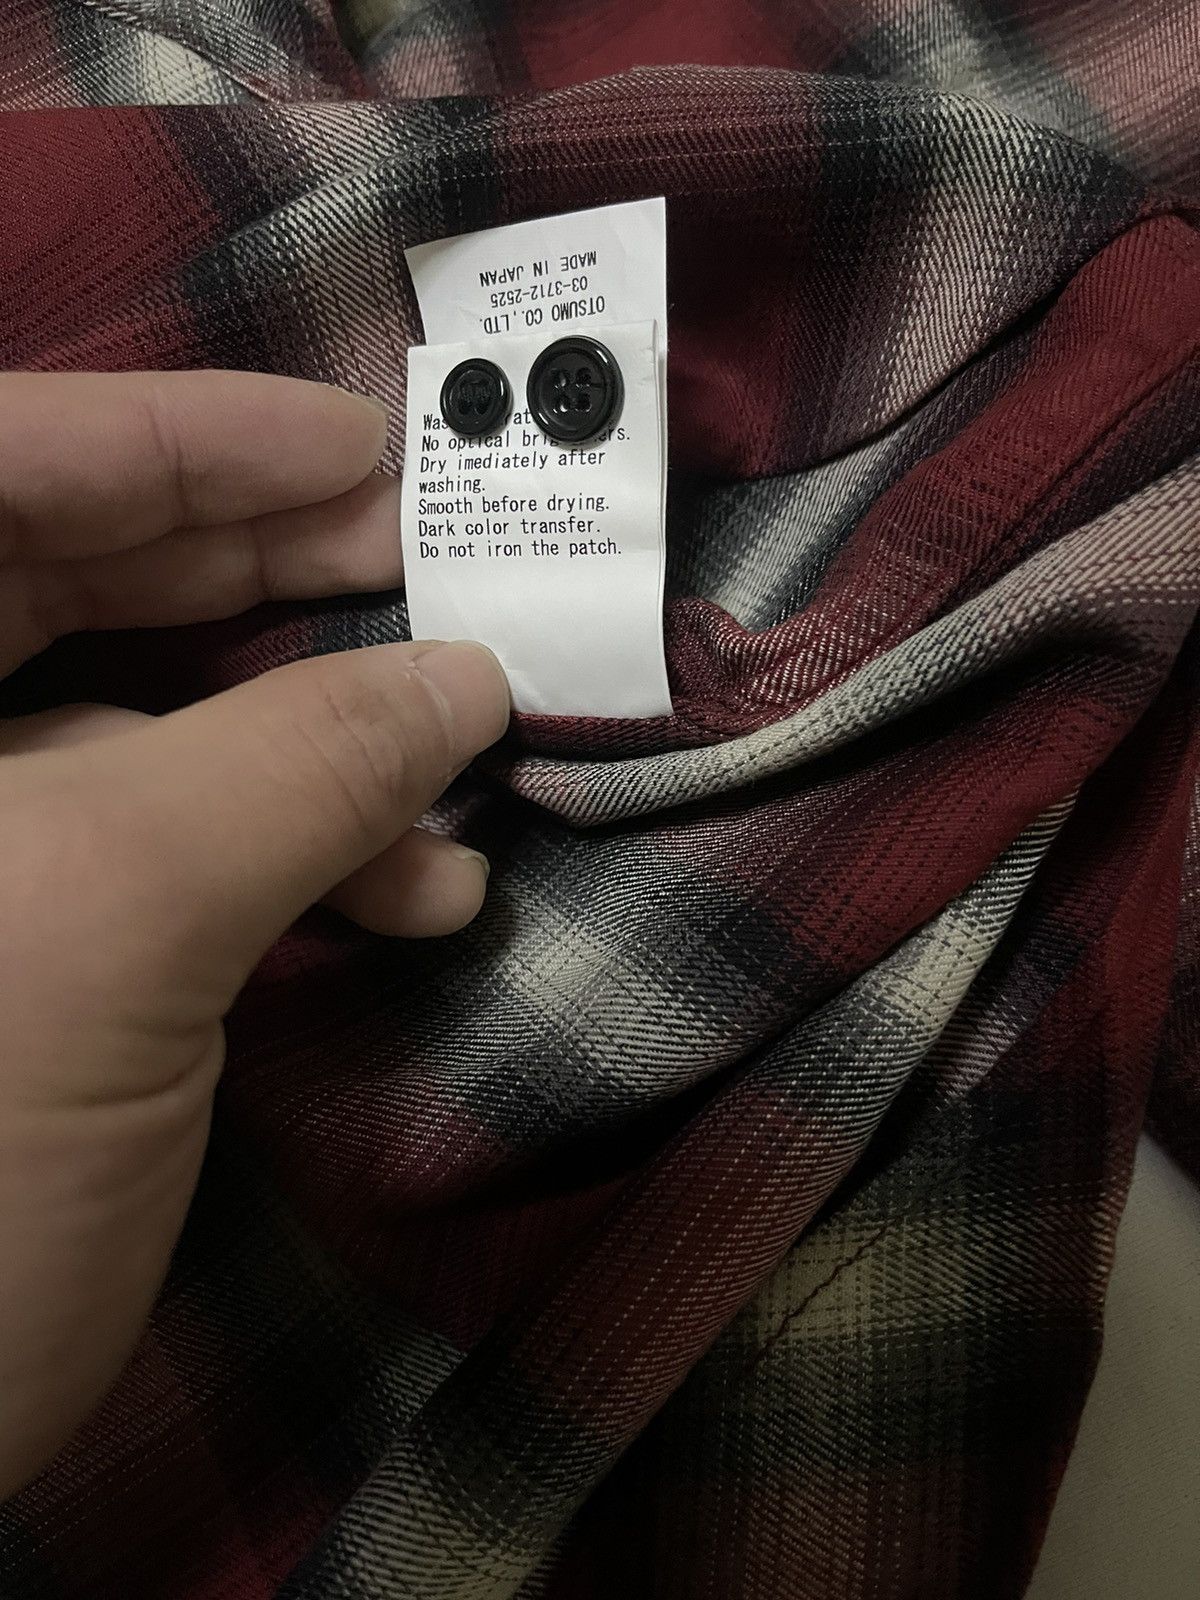 OTSUMO CO.,LTD.
03-3712-2525
MADE IN JAPAN
No optical
Dry imediately after
washing.
Smooth before drying.
Dark color transfer.
Do not iron the patch.